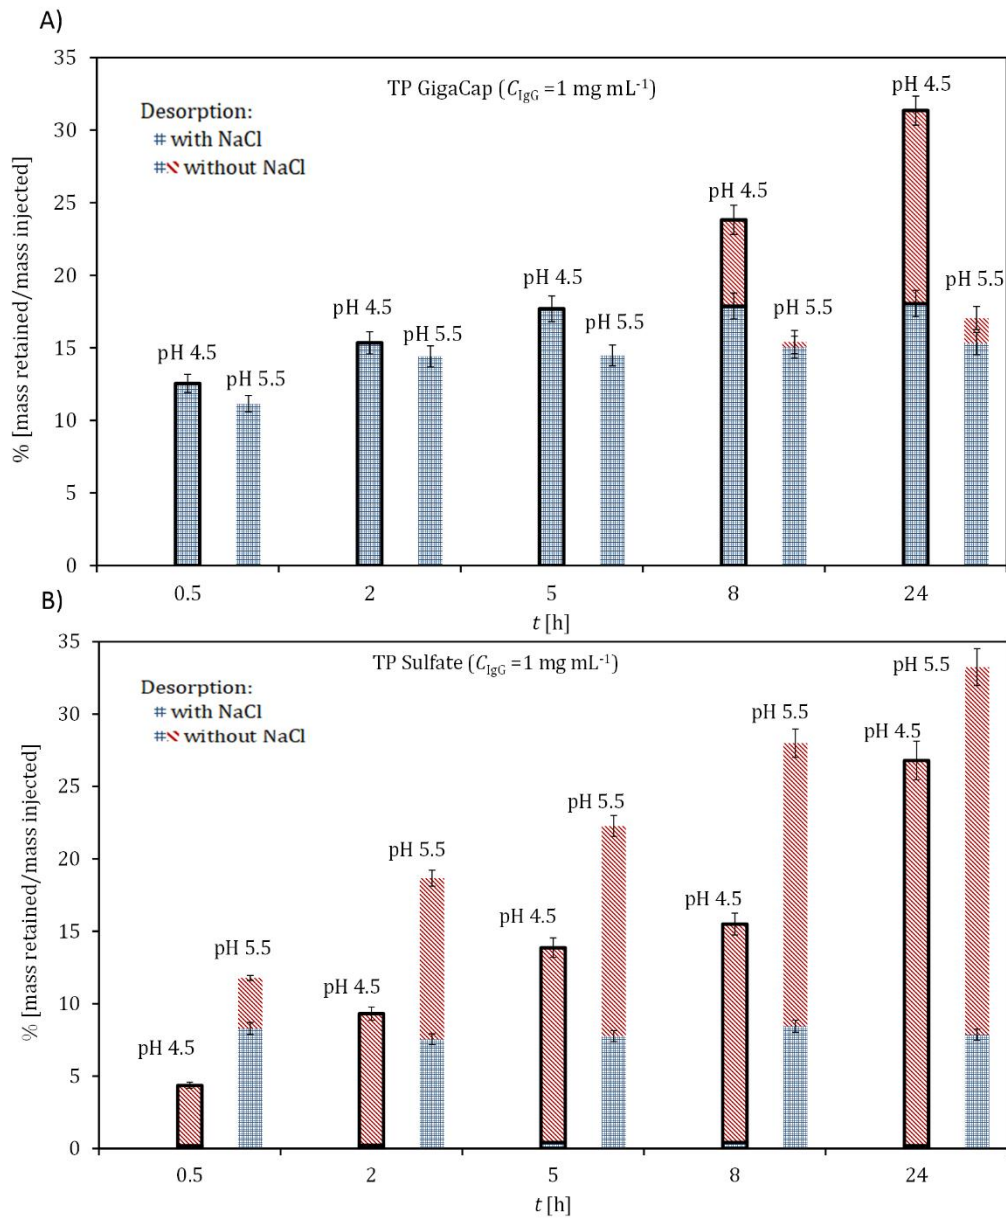 A)
TP GigaCap (C_IgG =1 mg mL⁻¹)
Desorption:
with NaCl
without NaCl
% [mass retained/mass injected]
35
30
25
20
15
10
5
0
pH 4.5
pH 5.5
pH 4.5
pH 5.5
pH 4.5
pH 5.5
pH 4.5
pH 5.5
pH 4.5
pH 5.5
0.5 2 5 8 24
t [h]
B)
TP Sulfate (C_IgG =1 mg mL⁻¹)
Desorption:
with NaCl
without NaCl
% [mass retained/mass injected]
35
30
25
20
15
10
5
0
pH 4.5
pH 5.5
pH 4.5
pH 5.5
pH 4.5
pH 5.5
pH 4.5
pH 5.5
pH 4.5
pH 5.5
0.5 2 5 8 24
t [h]